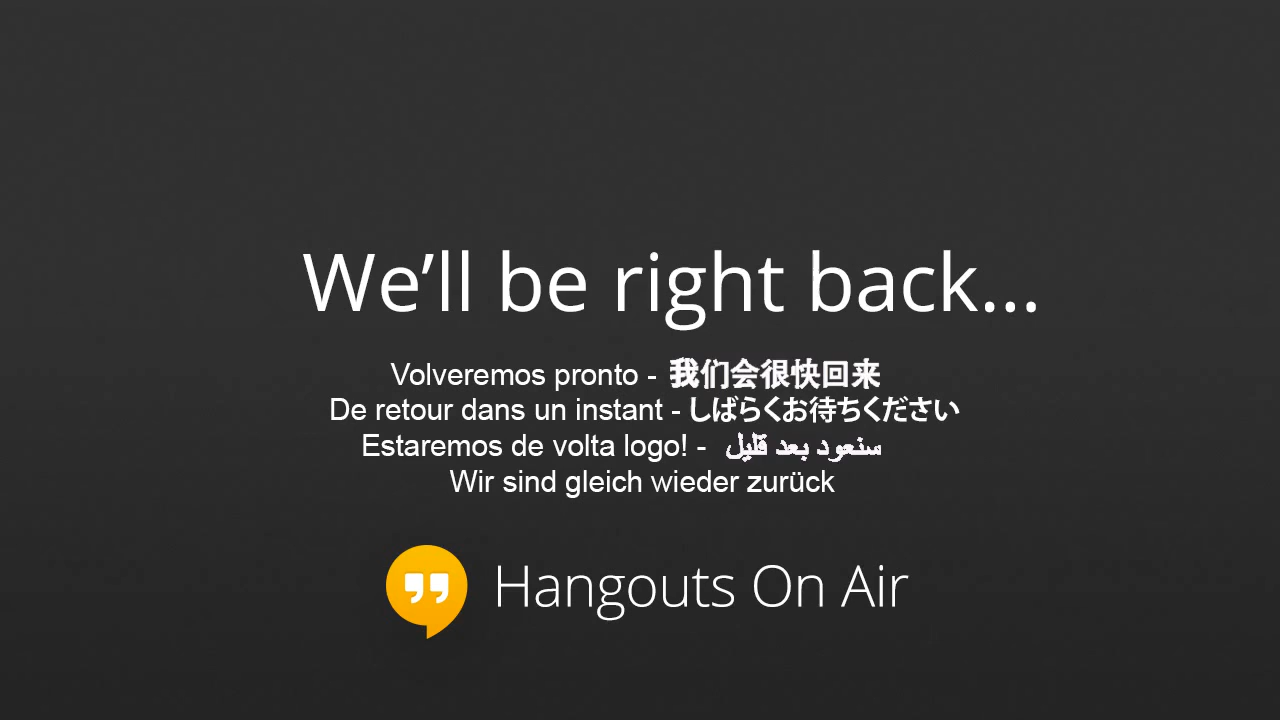 We’ll be right back...
Volveremos pronto - 我们会很快回来
De retour dans un instant - しばらくお待ちください
Estaremos de volta logo! - سنعود بعد قليل
Wir sind gleich wieder zurück
Hangouts On Air